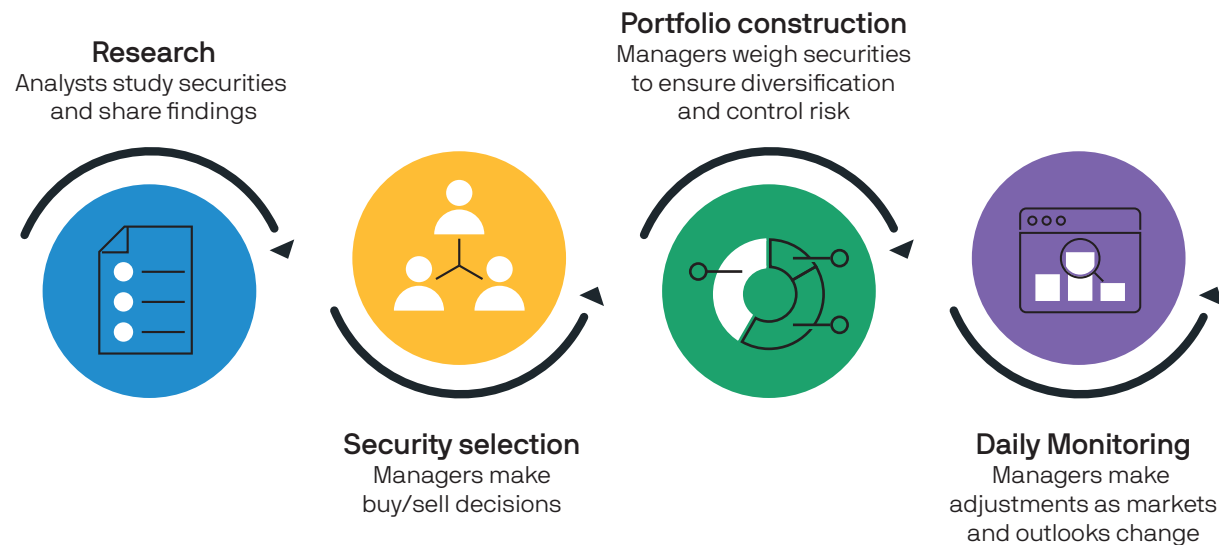 Research
Analysts study securities
and share findings
Security selection
Managers make
buy/sell decisions
Portfolio construction
Managers weigh securities
to ensure diversification
and control risk
Daily Monitoring
Managers make
adjustments as markets
and outlooks change